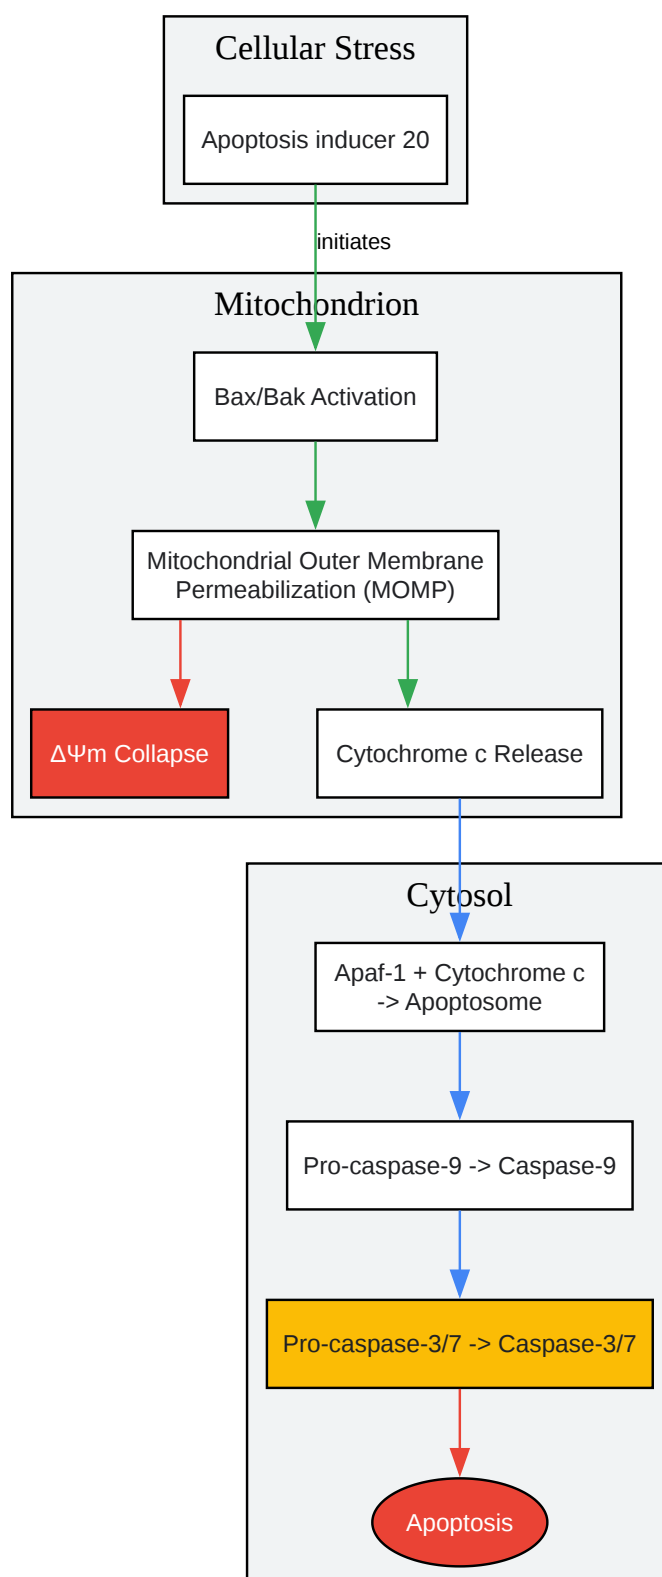 Cellular Stress
Apoptosis inducer 20
initiates
Mitochondrion
Bax/Bak Activation
Mitochondrial Outer Membrane
Permeabilization (MOMP)
ΔΨm Collapse
Cytochrome c Release
Cytosol
Apaf-1 + Cytochrome c
-> Apoptosome
Pro-caspase-9 -> Caspase-9
Pro-caspase-3/7 -> Caspase-3/7
Apoptosis